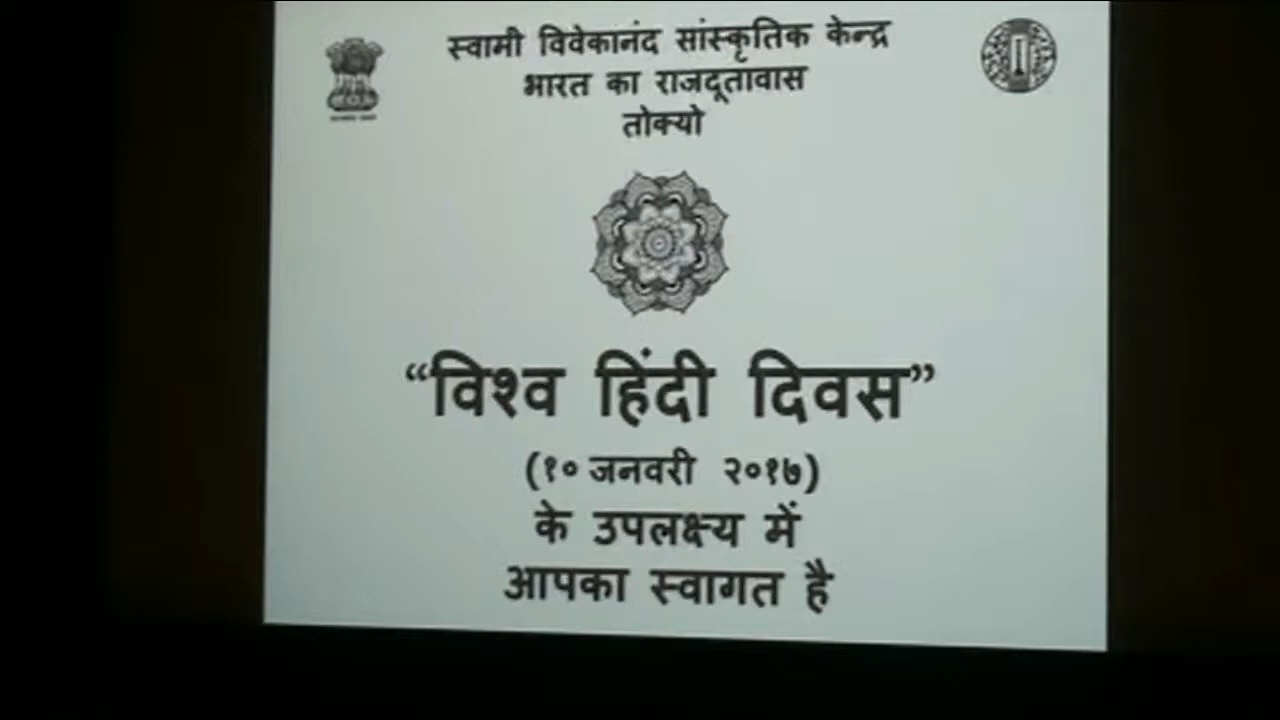 स्वामी विवेकानंद सांस्कृतिक केन्द्र
भारत का राजदूतावास
तोक्यो
“विश्व हिंदी दिवस”
(१० जनवरी २०१७)
के उपलक्ष्य में
आपका स्वागत है